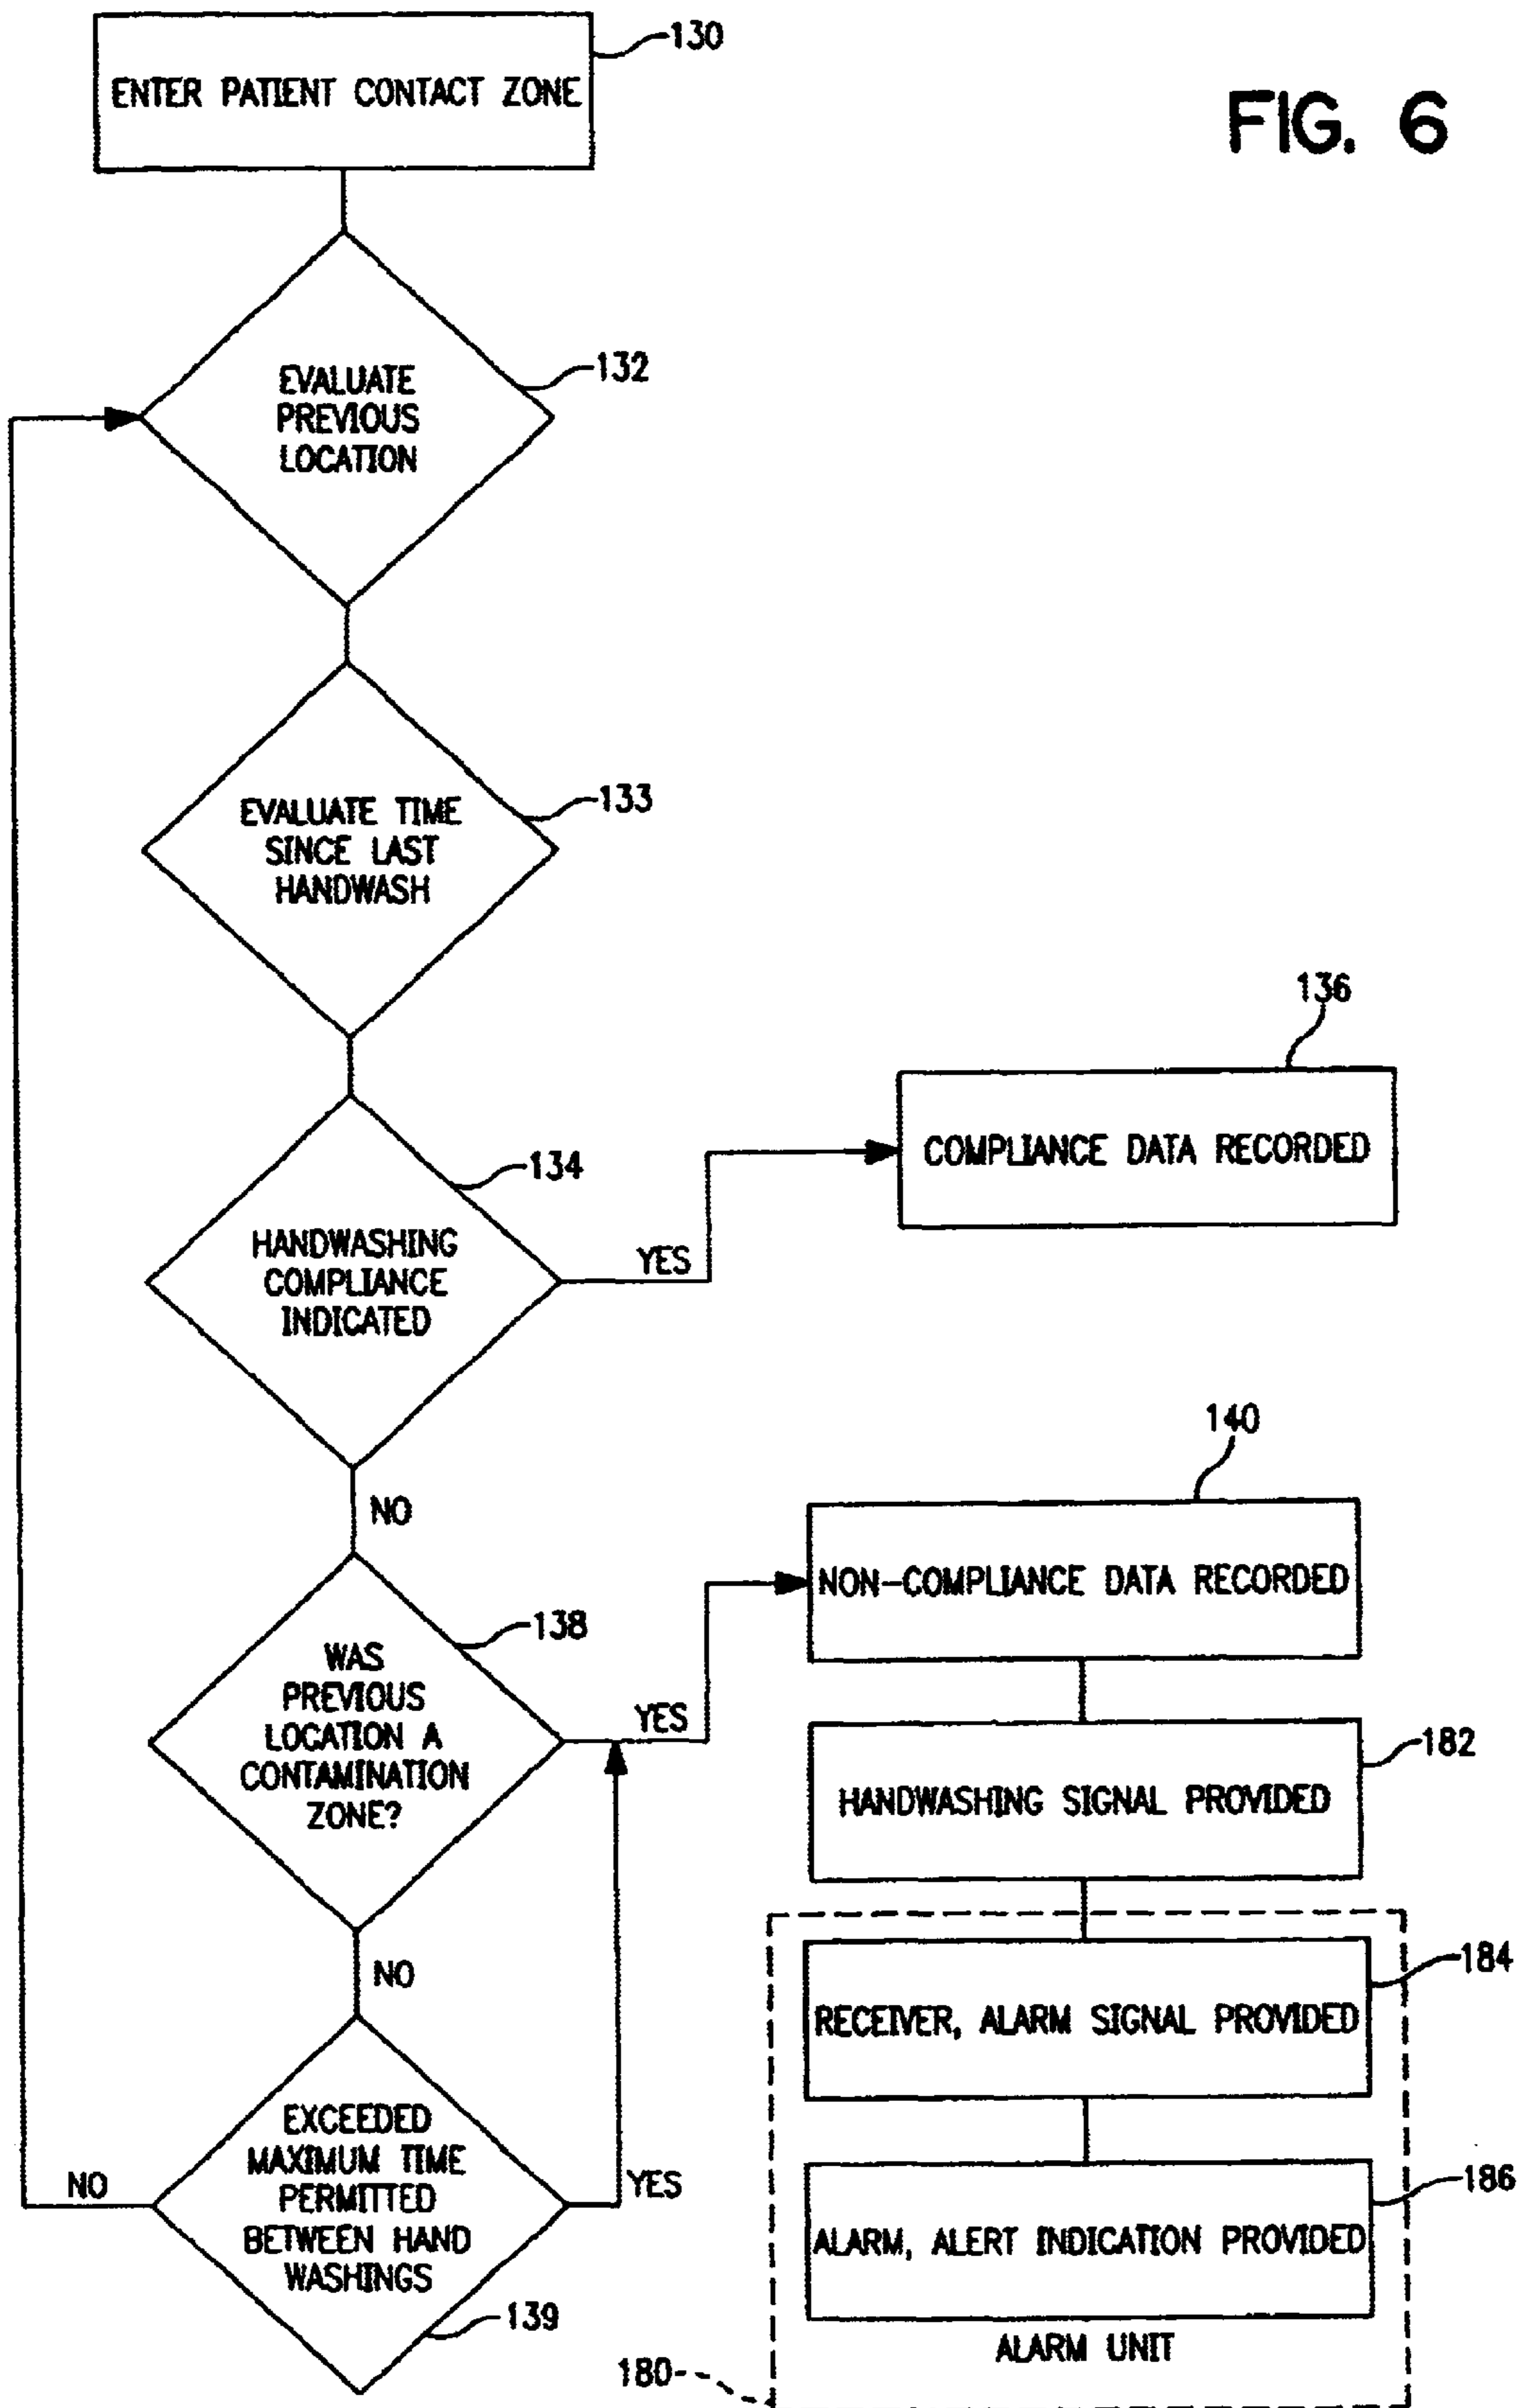 FIG. 6
130
ENTER PATIENT CONTACT ZONE
132
EVALUATE
PREVIOUS
LOCATION
133
EVALUATE TIME
SINCE LAST
HANDWASH
136
COMPLIANCE DATA RECORDED
134
HANDWASHING
COMPLIANCE
INDICATED
YES
NO
140
NON-COMPLIANCE DATA RECORDED
138
WAS
PREVIOUS
LOCATION A
CONTAMINATION
ZONE?
YES
182
HANDWASHING SIGNAL PROVIDED
NO
184
RECEIVER, ALARM SIGNAL PROVIDED
EXCEEDED
MAXIMUM TIME
PERMITTED
BETWEEN HAND
WASHINGS
NO
YES
139
186
ALARM, ALERT INDICATION PROVIDED
ALARM UNIT
180